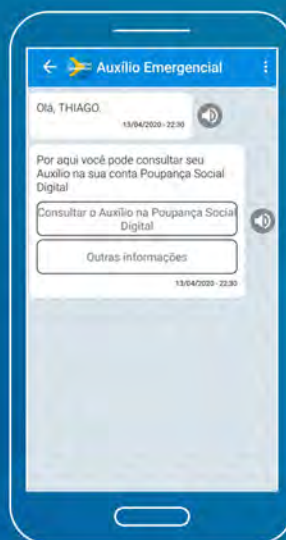 Auxílio Emergencial
Olá, THIAGO.
13/04/2020 - 22:30
Por aqui você pode consultar seu
Auxílio na sua conta Poupança Social
Digital
Consultar o Auxílio na Poupança Social
Digital
Outras informações
13/04/2020 - 22:30